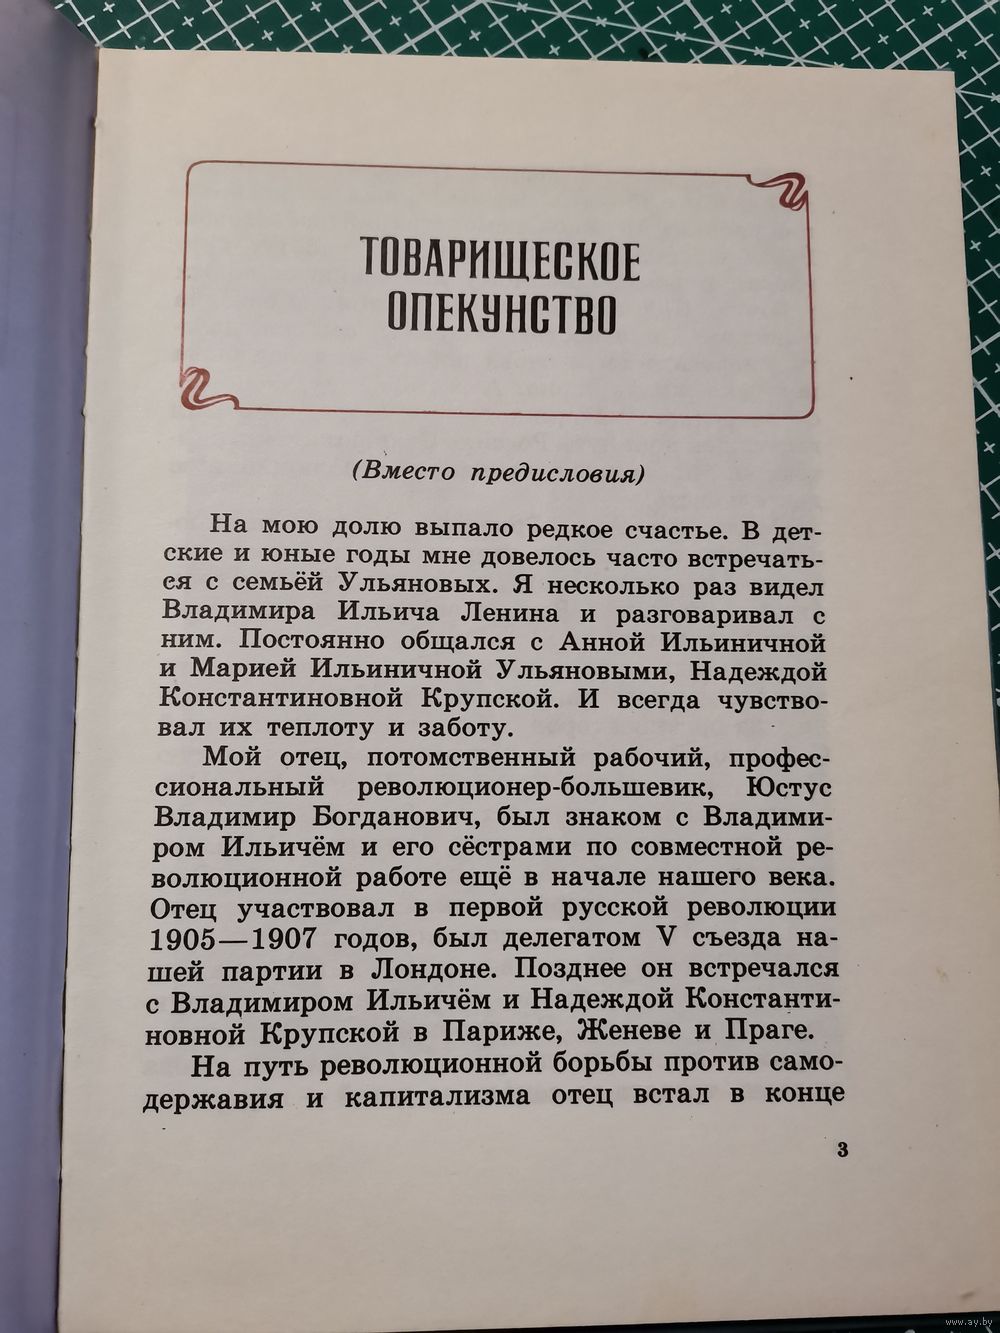 ТОВАРИЩЕСКОЕ
ОПЕКУНСТВО
(Вместо предисловия)
На мою долю выпало редкое счастье. В дет-
ские и юные годы мне довелось часто встречать-
ся с семьёй Ульяновых. Я несколько раз видел
Владимира Ильича Ленина и разговаривал с
ним. Постоянно общался с Анной Ильиничной
и Марией Ильиничной Ульяновыми, Надеждой
Константиновной Крупской. И всегда чувство-
вал их теплоту и заботу.
Мой отец, потомственный рабочий, профес-
сиональный революционер-большевик, Юстус
Владимир Богданович, был знаком с Владими-
ром Ильичём и его сёстрами по совместной ре-
волюционной работе ещё в начале нашего века.
Отец участвовал в первой русской революции
1905—1907 годов, был делегатом V съезда на-
шей партии в Лондоне. Позднее он встречался
с Владимиром Ильичём и Надеждой Константи-
новной Крупской в Париже, Женеве и Праге.
На путь революционной борьбы против само-
державия и капитализма отец встал в конце
3
www.ay.by